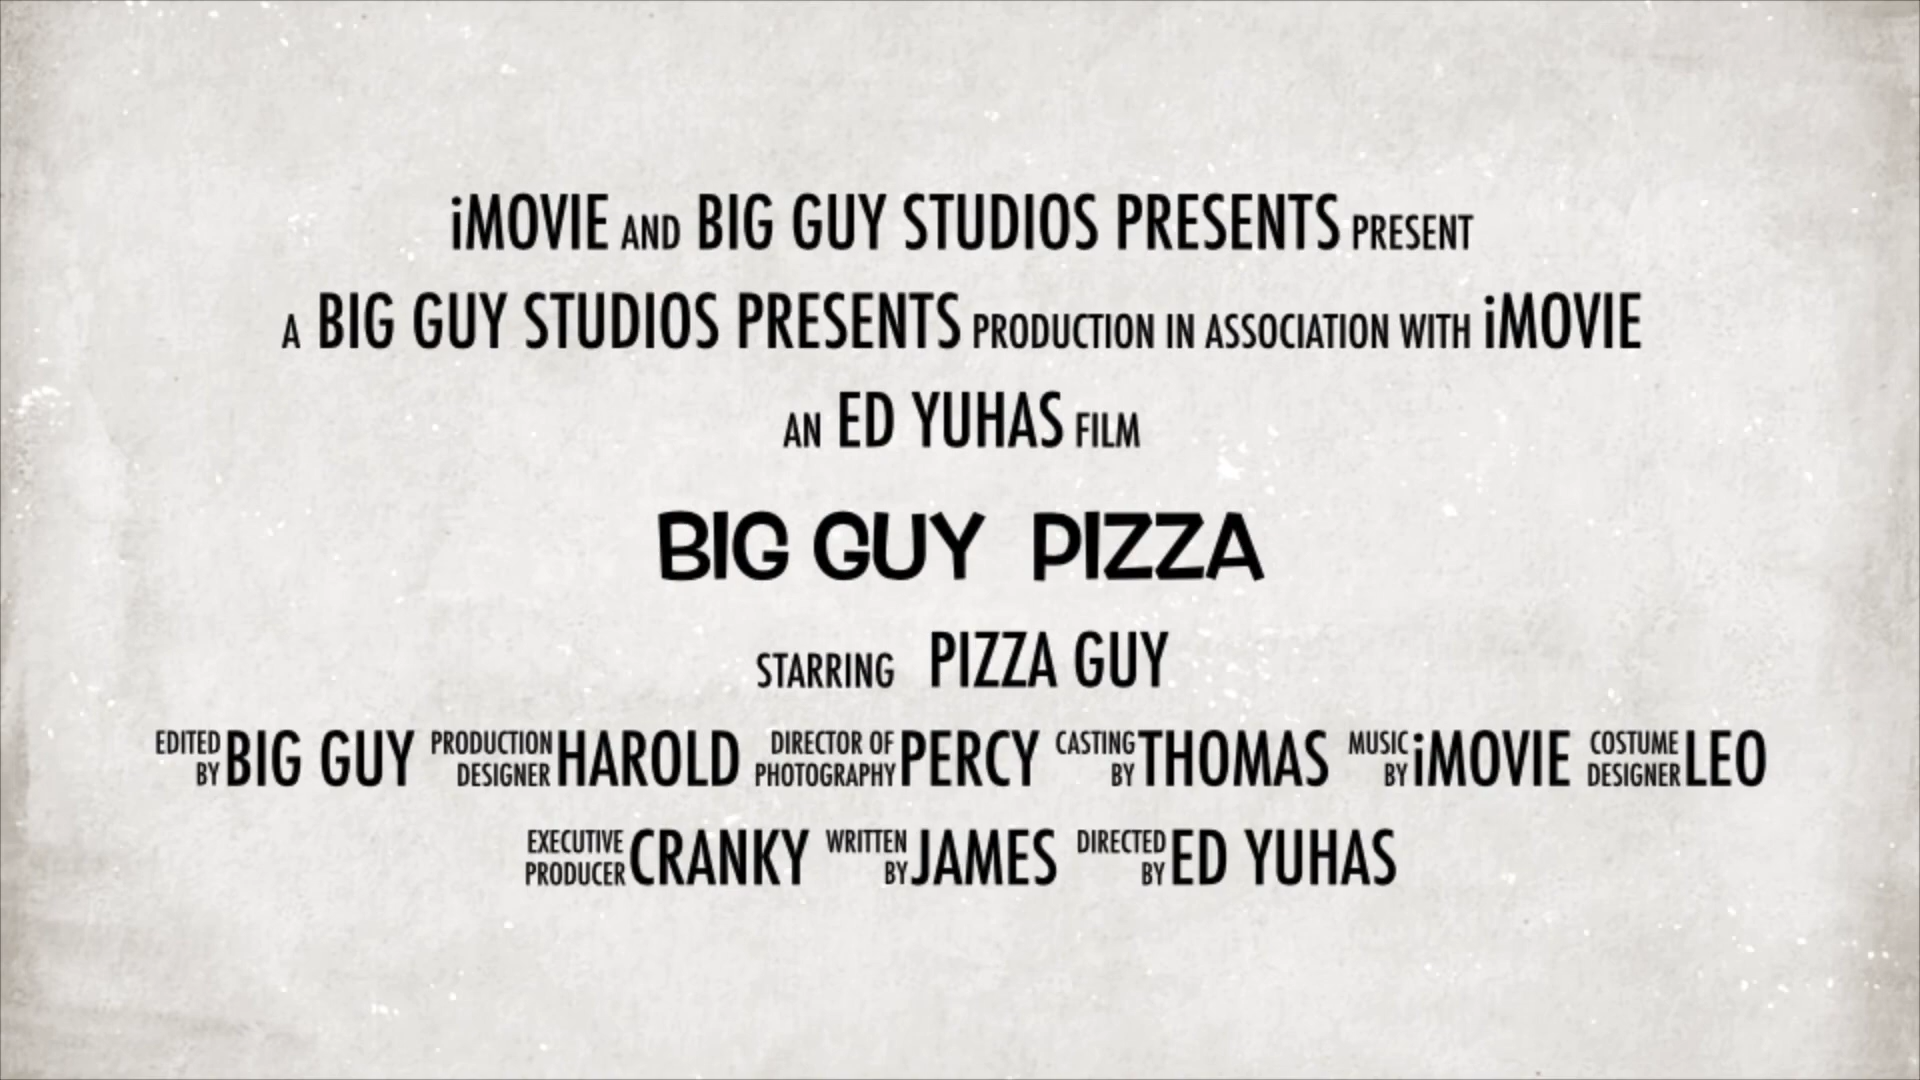 iMOVIE AND BIG GUY STUDIOS PRESENTS PRESENT
A BIG GUY STUDIOS PRESENTS PRODUCTION IN ASSOCIATION WITH iMOVIE
AN ED YUHAS FILM
BIG GUY PIZZA
STARRING PIZZA GUY
EDITED BY BIG GUY PRODUCTION DESIGNER HAROLD DIRECTOR OF PHOTOGRAPHY PERCY CASTING BY THOMAS MUSIC BY iMOVIE COSTUME DESIGNER LEO
EXECUTIVE PRODUCER CRANKY WRITTEN BY JAMES DIRECTED BY ED YUHAS